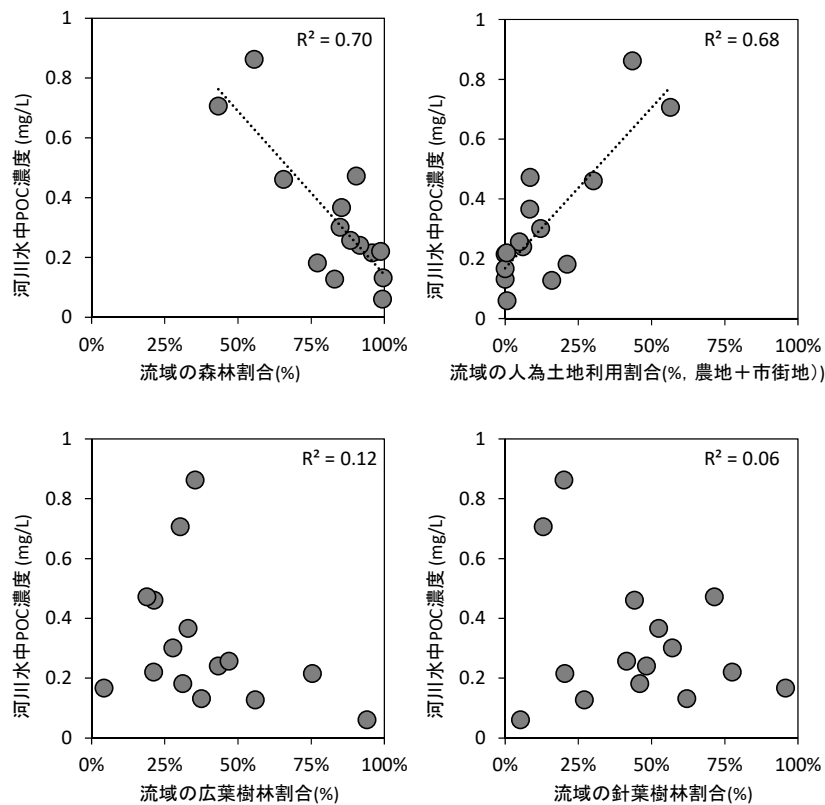 R² = 0.70
河川水中POC濃度 (mg/L)
1
0.8
0.6
0.4
0.2
0
0% 25% 50% 75% 100%
流域の森林割合(%)
R² = 0.68
河川水中POC濃度 (mg/L)
1
0.8
0.6
0.4
0.2
0
0% 25% 50% 75% 100%
流域の人為土地利用割合(%, 農地＋市街地））
R² = 0.12
河川水中POC濃度 (mg/L)
1
0.8
0.6
0.4
0.2
0
0% 25% 50% 75% 100%
流域の広葉樹林割合(%)
R² = 0.06
河川水中POC濃度 (mg/L)
1
0.8
0.6
0.4
0.2
0
0% 25% 50% 75% 100%
流域の針葉樹林割合(%)